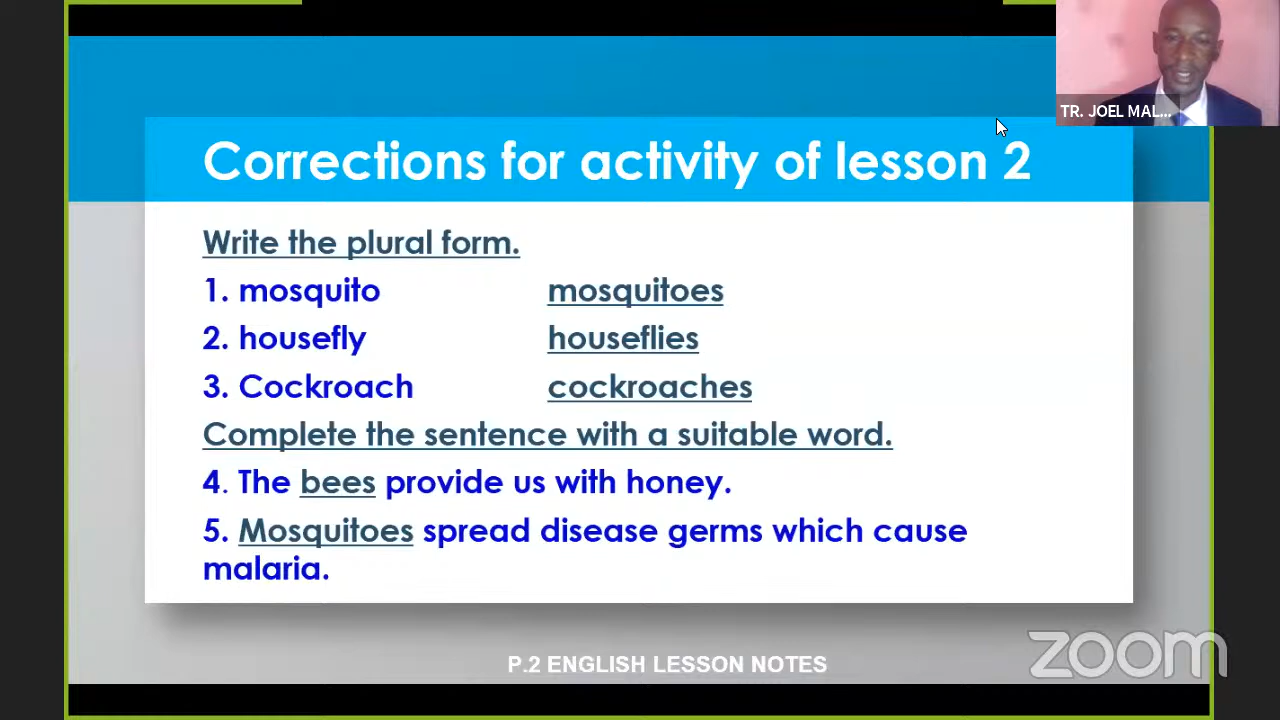 TR. JOEL MAL...
Corrections for activity of lesson 2
Write the plural form.
1. mosquito mosquitoes
2. housefly houseflies
3. Cockroach cockroaches
Complete the sentence with a suitable word.
4. The bees provide us with honey.
5. Mosquitoes spread disease germs which cause
malaria.
zoom
P.2 ENGLISH LESSON NOTES